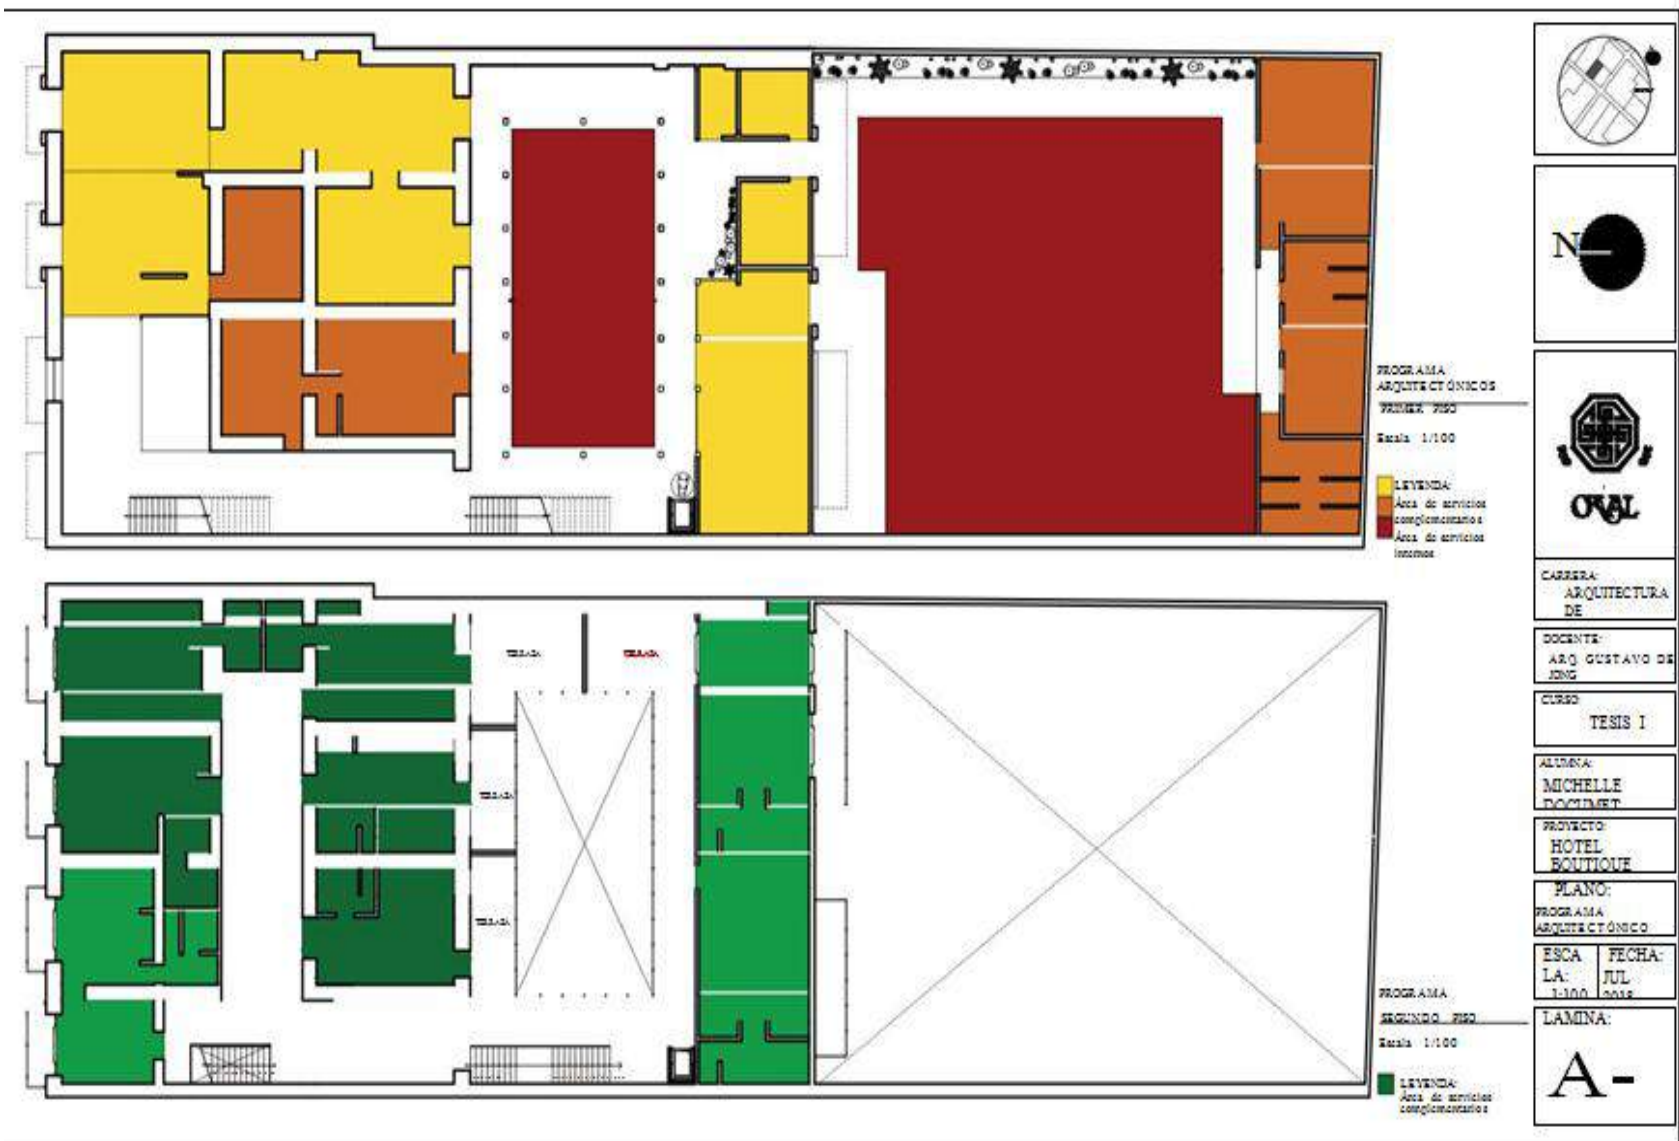 N
PROGRAMA
ARQUITECTÓNICOS
PRIMER PISO
Escala 1/100
LEYENDA:
Área de servicios
complementarios
Área de servicios
internos
ORVAL
CARRERA:
ARQUITECTURA
DE
DOCENTE:
ARQ. GUSTAVO DE
JONG
CURSO:
TESIS I
ALUMNA:
MICHELLE
DOCUMET
PROYECTO:
HOTEL
BOUTIQUE
PLANO:
PROGRAMA
ARQUITECTÓNICO
ESCA
LA:
1:100
FECHA:
JUL
2018
LAMINA:
A-
TERRAZA
TERRAZA
TERRAZA
TERRAZA
PROGRAMA
SEGUNDO PISO
Escala 1/100
LEYENDA:
Área de servicios
complementarios